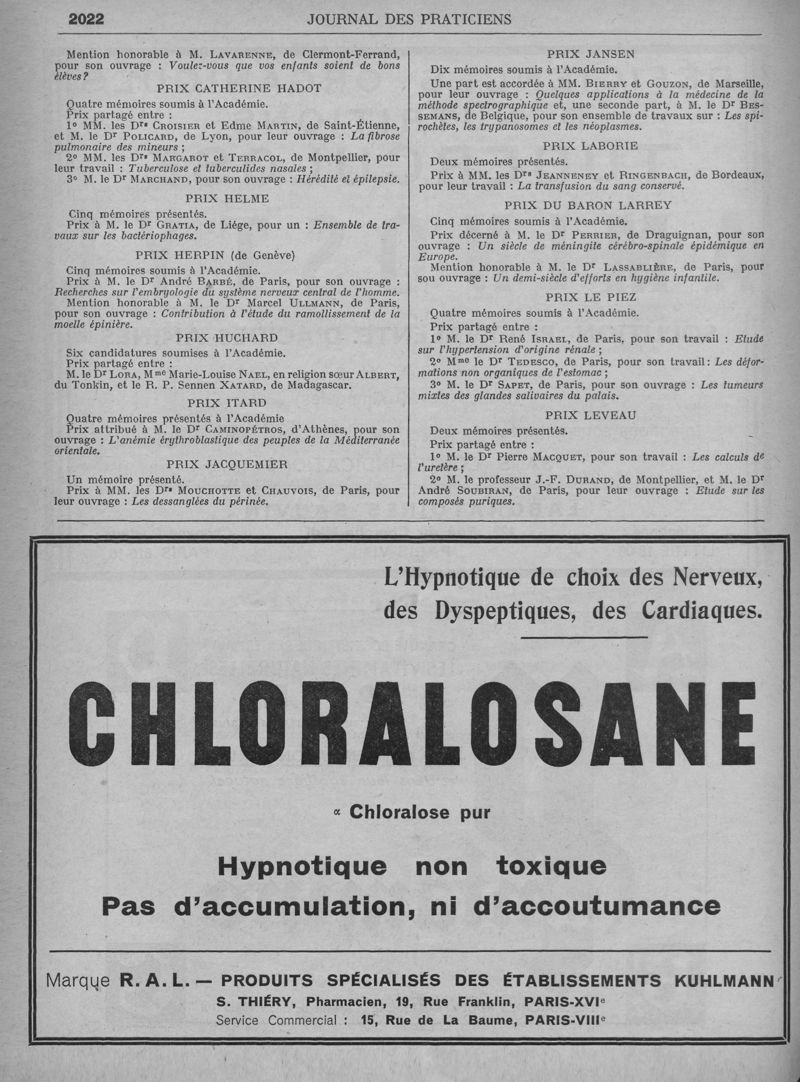 2022
JOURNAL DES PRATICIENS
Mention honorable à M. LAVARENNE, de Clermont-Ferrand,
pour son ouvrage : Voulez-vous que vos enfants soient de bons
élèves ?
PRIX CATHERINE HADOT
Quatre mémoires soumis à l'Académie.
Prix partagé entre :
1º MM. les Drs CROISIER et Edme MARTIN, de Saint-Étienne,
et M. le Dr POLICARD, de Lyon, pour leur ouvrage : La fibrose
pulmonaire des mineurs ;
2º MM. les Drs MARGAROT et TERRACOL, de Montpellier, pour
leur travail : Tuberculose et tuberculides nasales ;
3º M. le Dr MARCHAND, pour son ouvrage : Hérédité et épilepsie.
PRIX HELME
Cinq mémoires présentés.
Prix à M. le Dr GRATIA, de Liége, pour un : Ensemble de tra-
vaux sur les bactériophages.
PRIX HERPIN (de Genève)
Cinq mémoires soumis à l'Académie.
Prix à M. le Dr André BARBÉ, de Paris, pour son ouvrage :
Recherches sur l'embryologie du système nerveux central de l'homme.
Mention honorable à M. le Dr Marcel ULLMANN, de Paris,
pour son ouvrage : Contribution à l'étude du ramollissement de la
moelle épinière.
PRIX HUCHARD
Six candidatures soumises à l'Académie.
Prix partagé entre :
M. le Dr LORA, Mme Marie-Louise NAEL, en religion sœur ALBERT,
du Tonkin, et le R. P. Sennen XATARD, de Madagascar.
PRIX ITARD
Quatre mémoires présentés à l'Académie
Prix attribué à M. le Dr CAMINOPÉTROS, d'Athènes, pour son
ouvrage : L'anémie érythroblastique des peuples de la Méditerranée
orientale.
PRIX JACQUEMIER
Un mémoire présenté.
Prix à MM. les Drs MOUCHOTTE et CHAUVOIS, de Paris, pour
leur ouvrage : Les dessanglées du périnée.
PRIX JANSEN
Dix mémoires soumis à l'Académie.
Une part est accordée à MM. BIERRY et GOUZON, de Marseille,
pour leur ouvrage : Quelques applications à la médecine de la
méthode spectrographique et, une seconde part, à M. le Dr BES-
SEMANS, de Belgique, pour son ensemble de travaux sur : Les spi-
rochètes, les trypanosomes et les néoplasmes.
PRIX LABORIE
Deux mémoires présentés.
Prix à MM. les Drs JEANNENEY et RINGENBACH, de Bordeaux,
pour leur travail : La transfusion du sang conservé.
PRIX DU BARON LARREY
Cinq mémoires soumis à l'Académie.
Prix décerné à M. le Dr PERRIER, de Draguignan, pour son
ouvrage : Un siècle de méningite cérébro-spinale épidémique en
Europe.
Mention honorable à M. le Dr LASSABLIÈRE, de Paris, pour
sou ouvrage : Un demi-siècle d'efforts en hygiène infantile.
PRIX LE PIEZ
Quatre mémoires soumis à l'Académie.
Prix partagé entre :
1º M. le Dr René ISRAEL, de Paris, pour son travail : Etude
sur l'hypertension d'origine rénale ;
2º Mme le Dr TEDESCO, de Paris, pour son travail : Les défor-
mations non organiques de l'estomac ;
3º M. le Dr SAPET, de Paris, pour son ouvrage : Les tumeurs
mixtes des glandes salivaires du palais.
PRIX LEVEAU
Deux mémoires présentés.
Prix partagé entre :
1º M. le Dr Pierre MACQUET, pour son travail : Les calculs de
l'uretère ;
2º M. le professeur J.-F. DURAND, de Montpellier, et M. le Dr
André SOUBIRAN, de Paris, pour leur ouvrage : Etude sur les
composés puriques.
L'Hypnotique de choix des Nerveux,
des Dyspeptiques, des Cardiaques.
CHLORALOSANE
α Chloralose pur
Hypnotique non toxique
Pas d'accumulation, ni d'accoutumance
Marque R. A. L. — PRODUITS SPÉCIALISÉS DES ÉTABLISSEMENTS KUHLMANN
S. THIÉRY, Pharmacien, 19, Rue Franklin, PARIS-XVIe
Service Commercial : 15, Rue de La Baume, PARIS-VIIIe